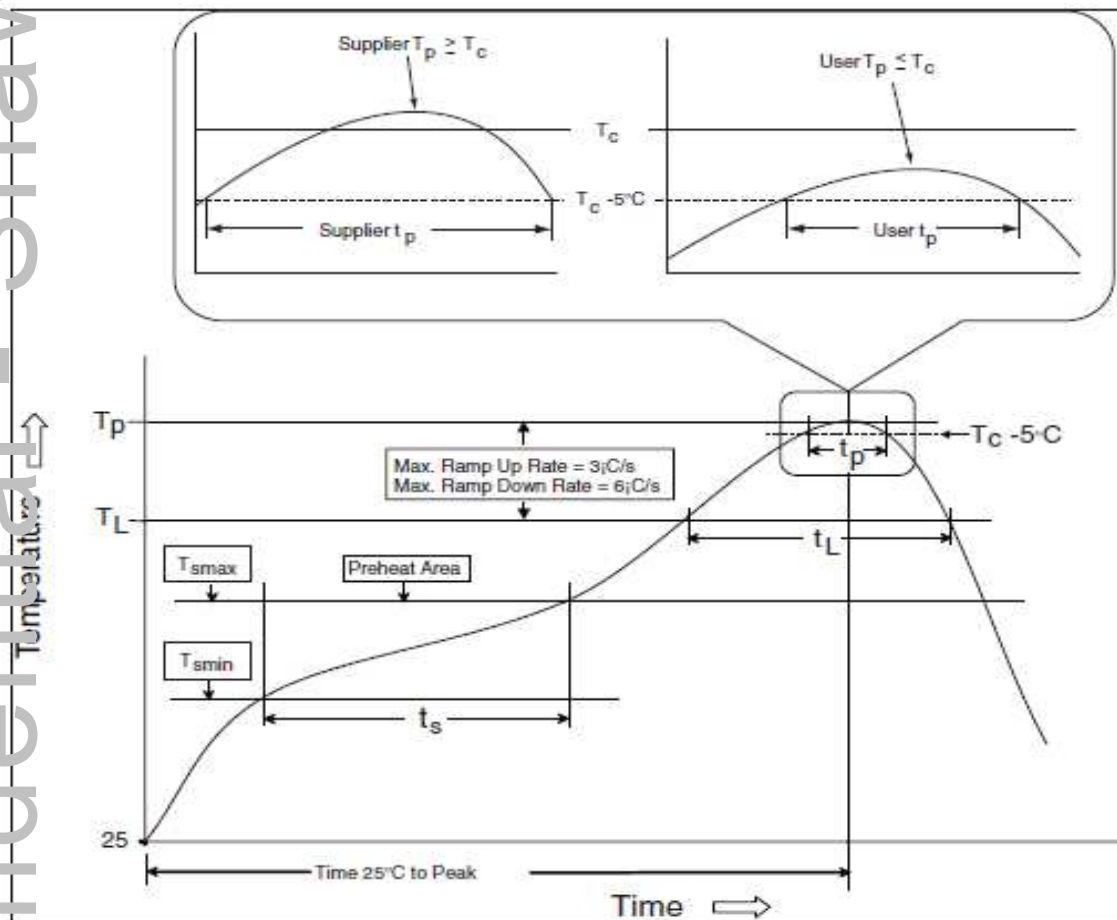 Supplier Tp ≥ Tc
User Tp ≤ Tc
Tc
Tc -5°C
Supplier tp
User tp
Tp
Tc -5°C
tp
Max. Ramp Up Rate = 3¡C/s
Max. Ramp Down Rate = 6¡C/s
TL
tL
Tsmax
Preheat Area
Temperature
Tsmin
ts
25
Time 25°C to Peak
Time